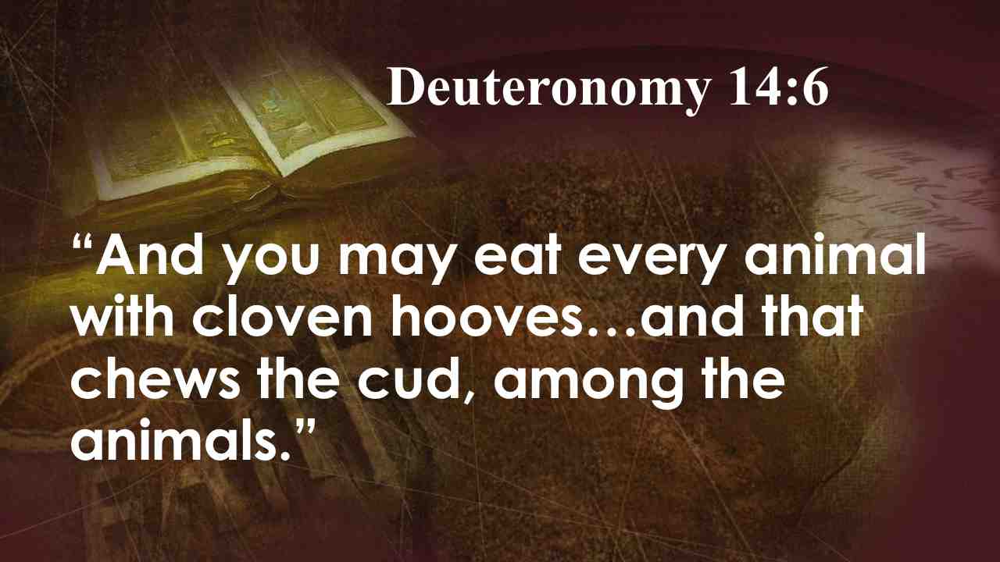 Deuteronomy 14:6
“And you may eat every animal
with cloven hooves…and that
chews the cud, among the
animals.”